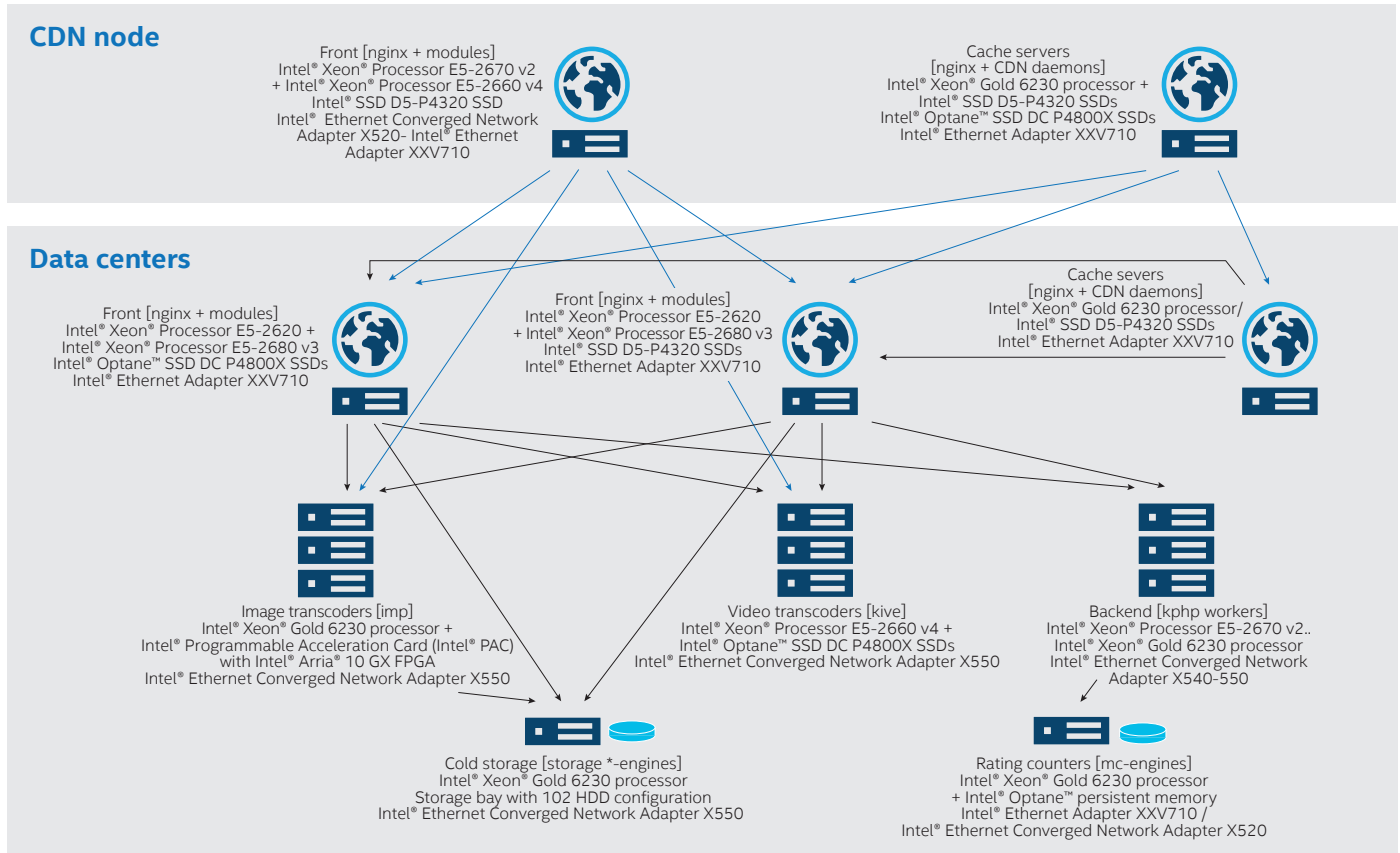 CDN node
Front [nginx + modules]
Intel® Xeon® Processor E5-2670 v2
+ Intel® Xeon® Processor E5-2660 v4
Intel® SSD D5-P4320 SSD
Intel® Ethernet Converged Network
Adapter X520- Intel® Ethernet
Adapter XXV710
Cache servers
[nginx + CDN daemons]
Intel® Xeon® Gold 6230 processor +
Intel® SSD D5-P4320 SSDs
Intel® Optane™ SSD DC P4800X SSDs
Intel® Ethernet Adapter XXV710
Data centers
Front [nginx + modules]
Intel® Xeon® Processor E5-2620 +
Intel® Xeon® Processor E5-2680 v3
Intel® Optane™ SSD DC P4800X SSDs
Intel® Ethernet Adapter XXV710
Front [nginx + modules]
Intel® Xeon® Processor E5-2620
+ Intel® Xeon® Processor E5-2680 v3
Intel® SSD D5-P4320 SSDs
Intel® Ethernet Adapter XXV710
Cache severs
[nginx + CDN daemons]
Intel® Xeon® Gold 6230 processor/
Intel® SSD D5-P4320 SSDs
Intel® Ethernet Adapter XXV710
Image transcoders [imp]
Intel® Xeon® Gold 6230 processor +
Intel® Programmable Acceleration Card (Intel® PAC)
with Intel® Arria® 10 GX FPGA
Intel® Ethernet Converged Network Adapter X550
Video transcoders [kive]
Intel® Xeon® Processor E5-2660 v4 +
Intel® Optane™ SSD DC P4800X SSDs
Intel® Ethernet Converged Network Adapter X550
Backend [kphp workers]
Intel® Xeon® Processor E5-2670 v2..
Intel® Xeon® Gold 6230 processor
Intel® Ethernet Converged Network
Adapter X540-550
Cold storage [storage *-engines]
Intel® Xeon® Gold 6230 processor
Storage bay with 102 HDD configuration
Intel® Ethernet Converged Network Adapter X550
Rating counters [mc-engines]
Intel® Xeon® Gold 6230 processor
+ Intel® Optane™ persistent memory
Intel® Ethernet Adapter XXV710 /
Intel® Ethernet Converged Network Adapter X520